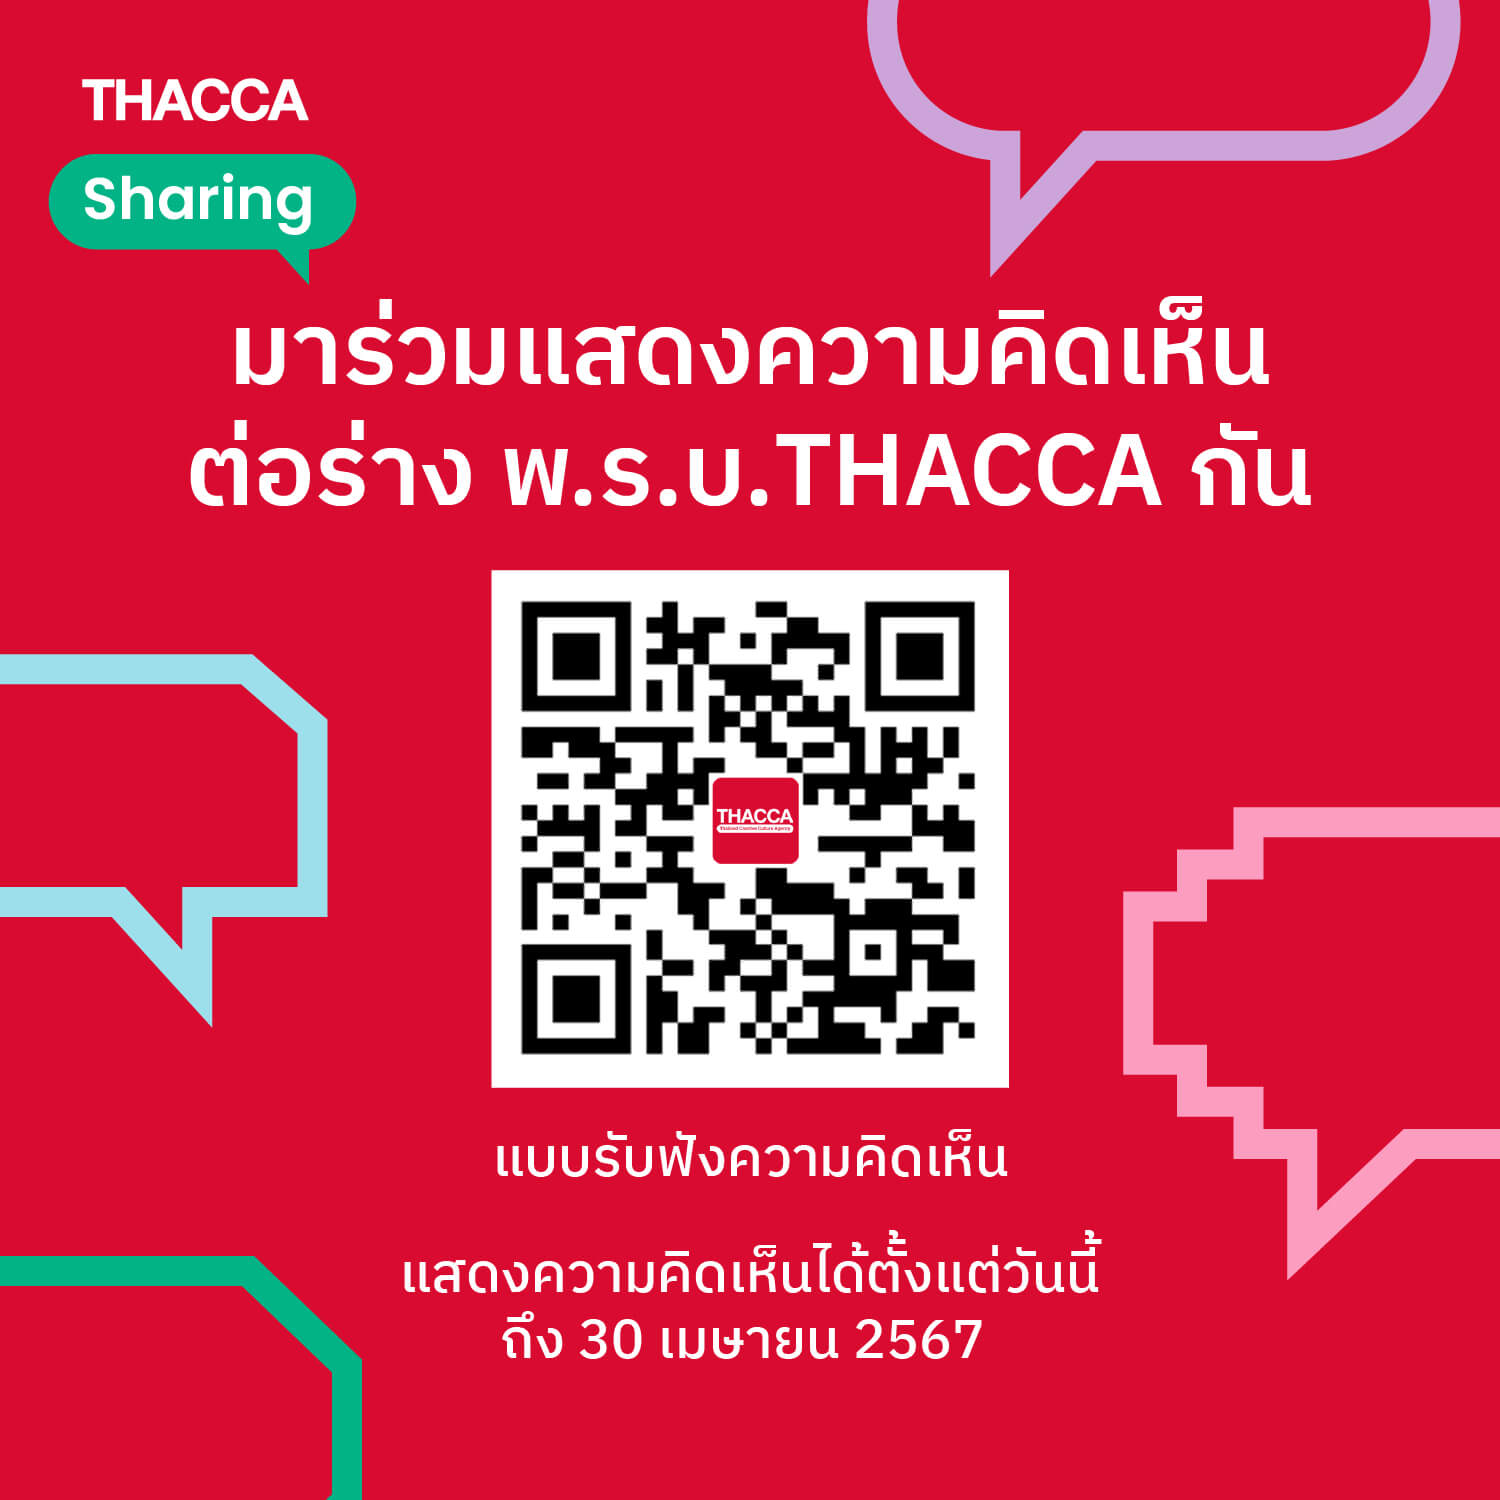 THACCA
Sharing
มาร่วมแสดงความคิดเห็น
ต่อร่าง พ.ร.บ.THACCA กัน
THACCA
Thailand Creative Culture Agency
แบบรับฟังความคิดเห็น
แสดงความคิดเห็นได้ตั้งแต่วันนี้
ถึง 30 เมษายน 2567